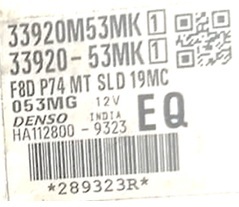 33920M53MK 1
33920-53MK 1
F8D P74 MT SLD 19MC
053MG 12V
DENSO INDIA EQ
HA112800-9323
*289323R*